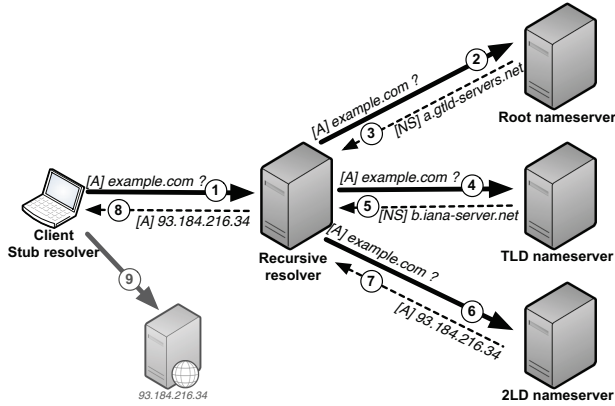 2
[A] example.com ?
[NS] a.gtld-servers.net
3
Root nameserver
[A] example.com ?
1
8
[A] 93.184.216.34
Client
Stub resolver
Recursive
resolver
[A] example.com ?
4
5
[NS] b.iana-server.net
TLD nameserver
[A] example.com ?
6
7
[A] 93.184.216.34
2LD nameserver
9
93.184.216.34